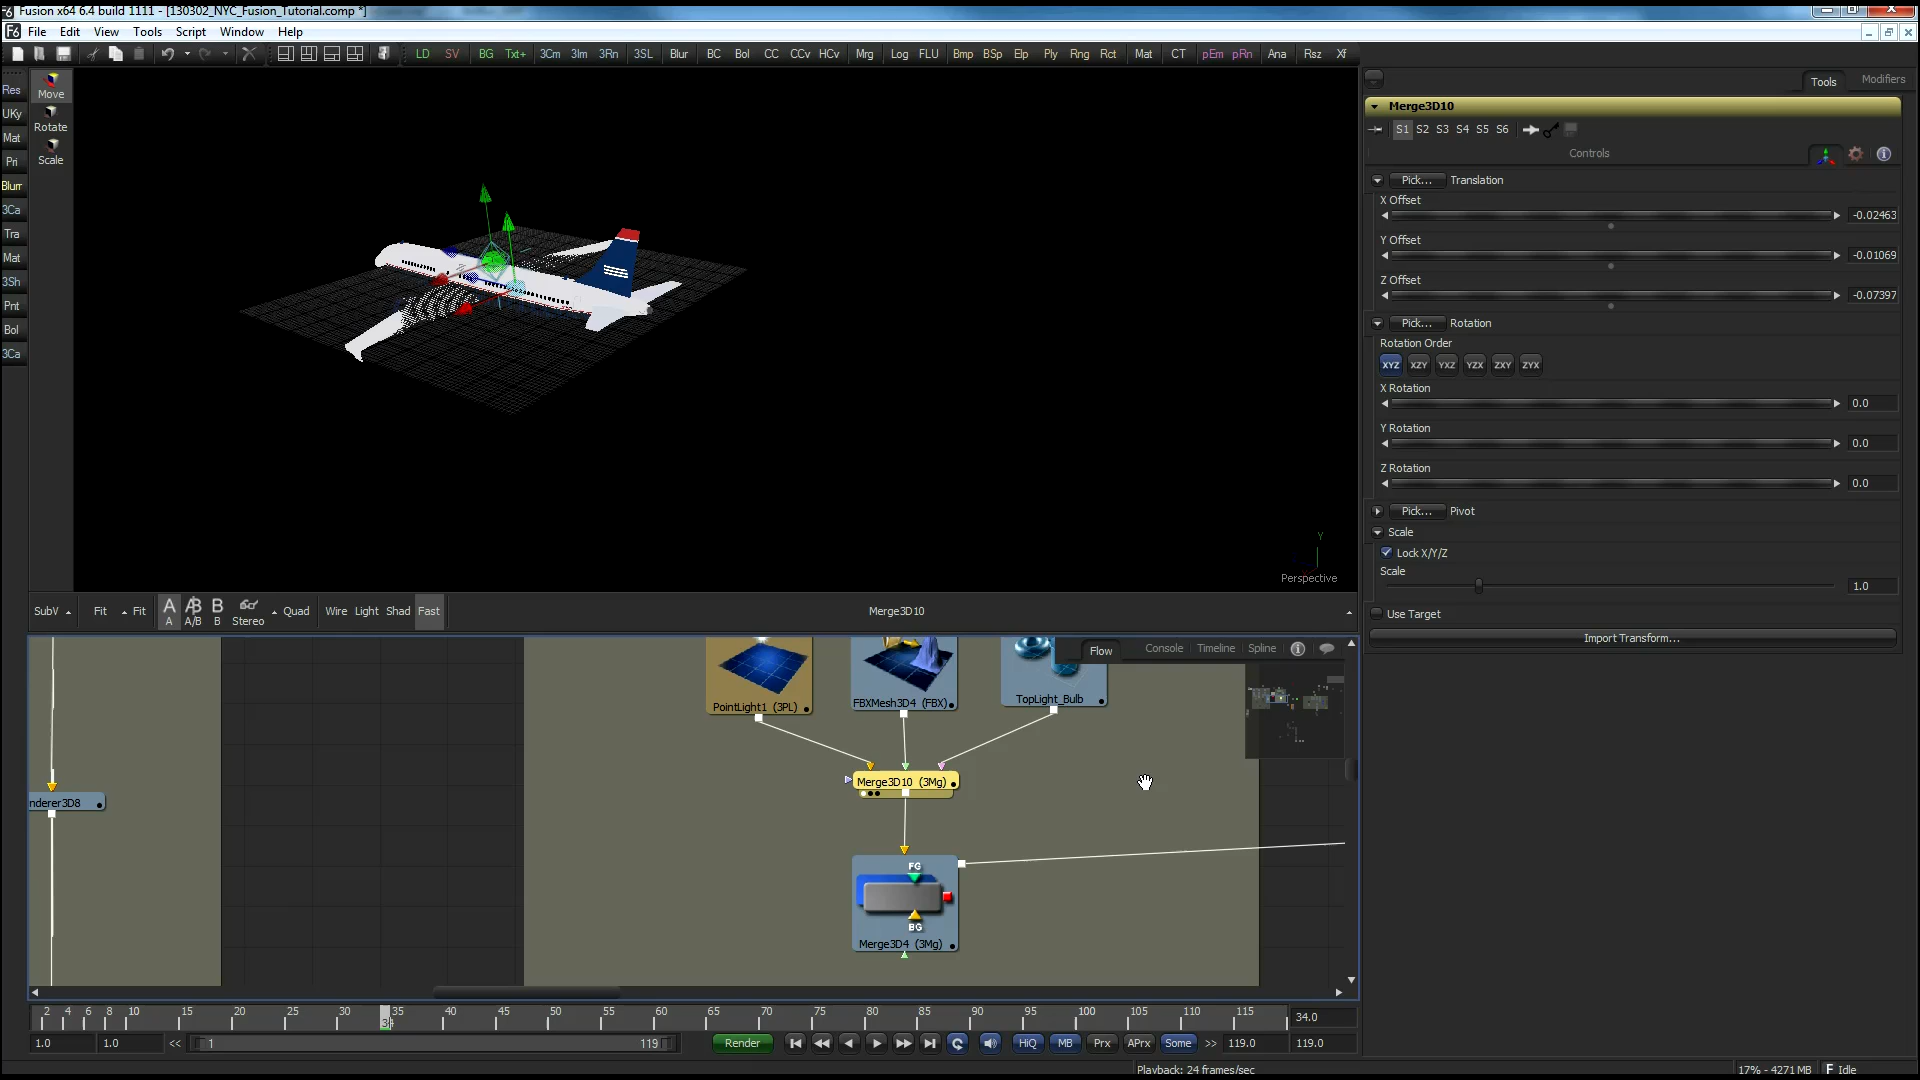 Fusion x64 6.4 build 1111 - [130302_NYC_Fusion_Tutorial.comp *]
File Edit View Tools Script Window Help
LD SV BG Txt+ 3Cm 3Im 3Rn 3SL Blur BC Bol CC CCv HCv Mrg Log FLU Bmp BSp Elp Ply Rng Rct Mat CT pEm pRn Ana Rsz Xf
Res
UKy
Mat
Pri
Blurr
3Ca
Tra
Mat
3Sh
Pnt
Bol
3Ca
Move
Rotate
Scale
Y
Perspective
SubV Fit Fit A A A/B A/B B B Stereo Quad Wire Light Shad Fast Merge3D10
Flow Console Timeline Spline
PointLight1 (3PL) FBXMesh3D4 (FBX) TopLight_Bulb
Merge3D10 (3Mg)
nderer3D8
FG
BG
Merge3D4 (3Mg)
2 4 6 8 10 15 20 25 30 35 40 45 50 55 60 65 70 75 80 85 90 95 100 105 110 115
34.0
1.0 1.0 << 1 119 Render HiQ MB Prx APrx Some >> 119.0 119.0
Playback: 24 frames/sec
17% - 4271 MB Idle
Tools Modifiers
Merge3D10
S1 S2 S3 S4 S5 S6
Controls
Pick... Translation
X Offset
-0.02463
Y Offset
-0.01069
Z Offset
-0.07397
Pick... Rotation
Rotation Order
XYZ XZY YXZ YZX ZXY ZYX
X Rotation
0.0
Y Rotation
0.0
Z Rotation
0.0
Pick... Pivot
Scale
Lock X/Y/Z
Scale
1.0
Use Target
Import Transform...